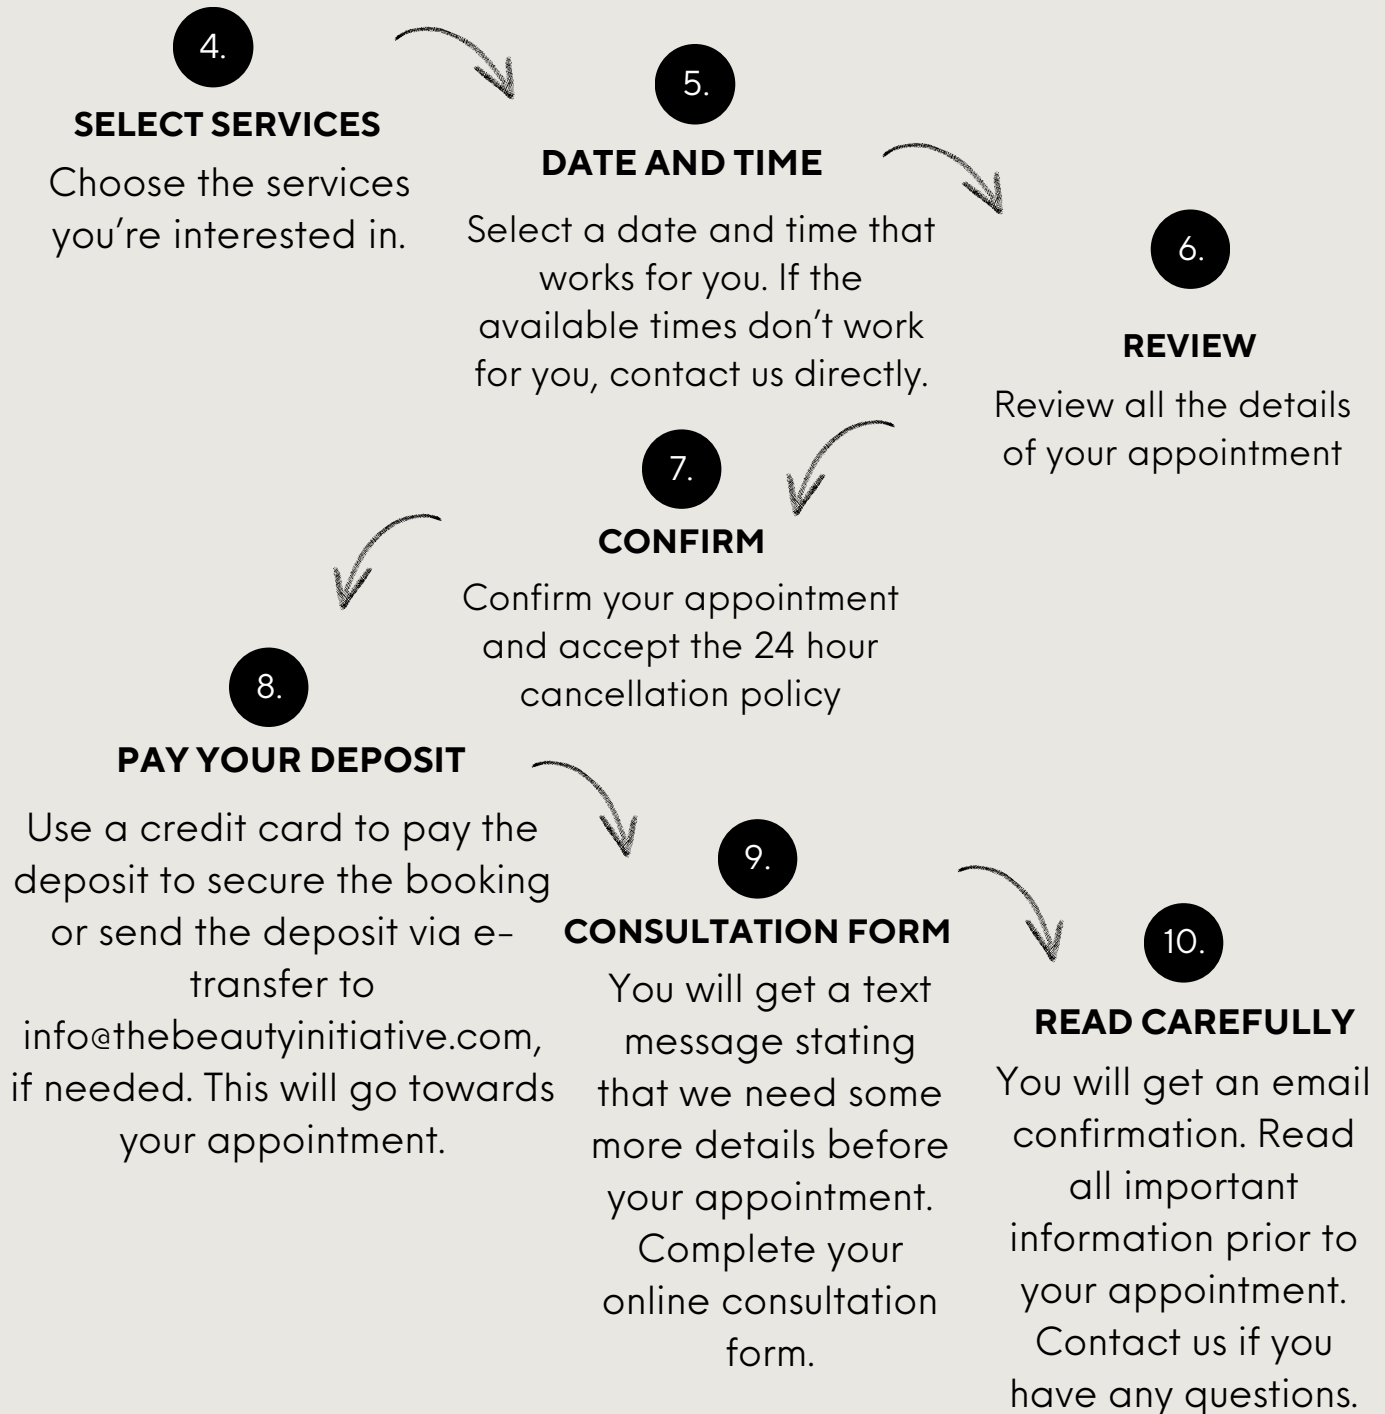 4.
SELECT SERVICES
Choose the services
you're interested in.
5.
DATE AND TIME
Select a date and time that
works for you. If the
available times don't work
for you, contact us directly.
6.
REVIEW
Review all the details
of your appointment
7.
CONFIRM
Confirm your appointment
and accept the 24 hour
cancellation policy
8.
PAY YOUR DEPOSIT
Use a credit card to pay the
deposit to secure the booking
or send the deposit via e-
transfer to
info@thebeautyinitiative.com,
if needed. This will go towards
your appointment.
9.
CONSULTATION FORM
You will get a text
message stating
that we need some
more details before
your appointment.
Complete your
online consultation
form.
10.
READ CAREFULLY
You will get an email
confirmation. Read
all important
information prior to
your appointment.
Contact us if you
have any questions.